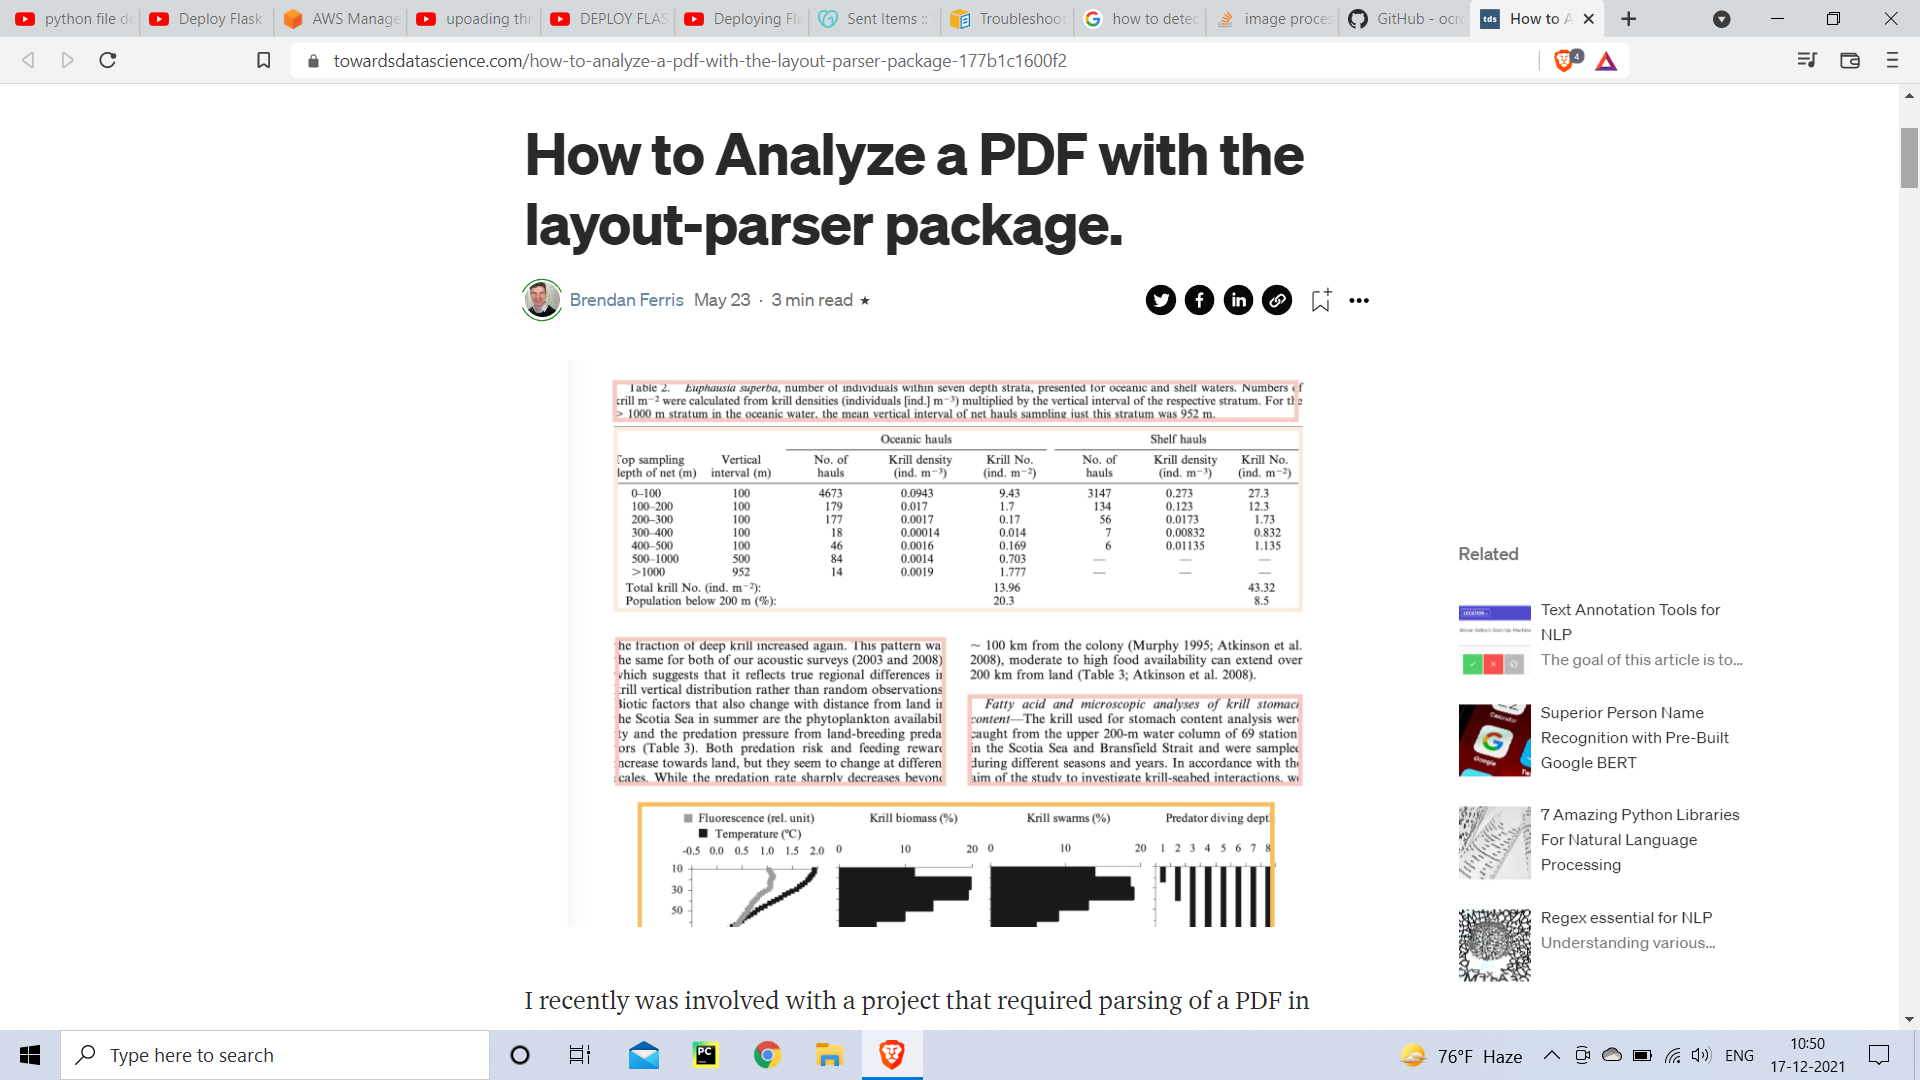 python file de
Deploy Flask
AWS Manage
upoading thr
DEPLOY FLAS
Deploying Fla
Sent Items ::
Troubleshoot
how to detec
image proces
GitHub - ocro
How to A
towardsdatascience.com/how-to-analyze-a-pdf-with-the-layout-parser-package-177b1c1600f2
4
How to Analyze a PDF with the
layout-parser package.
Brendan Ferris May 23 · 3 min read ★
Table 2. Euphausia superba, number of individuals within seven depth strata, presented for oceanic and shelf waters. Numbers of
krill m−2 were calculated from krill densities (individuals [ind.] m−3) multiplied by the vertical interval of the respective stratum. For the
> 1000 m stratum in the oceanic water, the mean vertical interval of net hauls sampling just this stratum was 952 m.
Oceanic hauls Shelf hauls
Top sampling Vertical No. of Krill density Krill No. No. of Krill density Krill No.
depth of net (m) interval (m) hauls (ind. m−3) (ind. m−2) hauls (ind. m−3) (ind. m−2)
0–100 100 4673 0.0943 9.43 3147 0.273 27.3
100–200 100 179 0.017 1.7 134 0.123 12.3
200–300 100 177 0.0017 0.17 56 0.0173 1.73
300–400 100 18 0.00014 0.014 7 0.00832 0.832
400–500 100 46 0.0016 0.169 6 0.01135 1.135
500–1000 500 84 0.0014 0.703 — — —
>1000 952 14 0.0019 1.777 — — —
Total krill No. (ind. m−2): 13.96 43.32
Population below 200 m (%): 20.3 8.5
he fraction of deep krill increased again. This pattern wa
he same for both of our acoustic surveys (2003 and 2008)
which suggests that it reflects true regional differences in
krill vertical distribution rather than random observations
Biotic factors that also change with distance from land in
he Scotia Sea in summer are the phytoplankton availabil
ty and the predation pressure from land-breeding preda
ors (Table 3). Both predation risk and feeding reward
ncrease towards land, but they seem to change at differen
cales. While the predation rate sharply decreases beyond
~ 100 km from the colony (Murphy 1995; Atkinson et al.
2008), moderate to high food availability can extend over
200 km from land (Table 3; Atkinson et al. 2008).
Fatty acid and microscopic analyses of krill stomach
content—The krill used for stomach content analysis were
caught from the upper 200-m water column of 69 station
in the Scotia Sea and Bransfield Strait and were sampled
during different seasons and years. In accordance with the
aim of the study to investigate krill-seabed interactions, we
Fluorescence (rel. unit) Krill biomass (%) Krill swarms (%) Predator diving dept
Temperature (°C)
-0.5 0.0 0.5 1.0 1.5 2.0 0 10 20 0 10 20 1 2 3 4 5 6 7 8
10
30
50
I recently was involved with a project that required parsing of a PDF in
Related
Text Annotation Tools for
NLP
The goal of this article is to...
Superior Person Name
Recognition with Pre-Built
Google BERT
7 Amazing Python Libraries
For Natural Language
Processing
Regex essential for NLP
Understanding various...
Type here to search
76°F Haze
ENG
10:50
17-12-2021